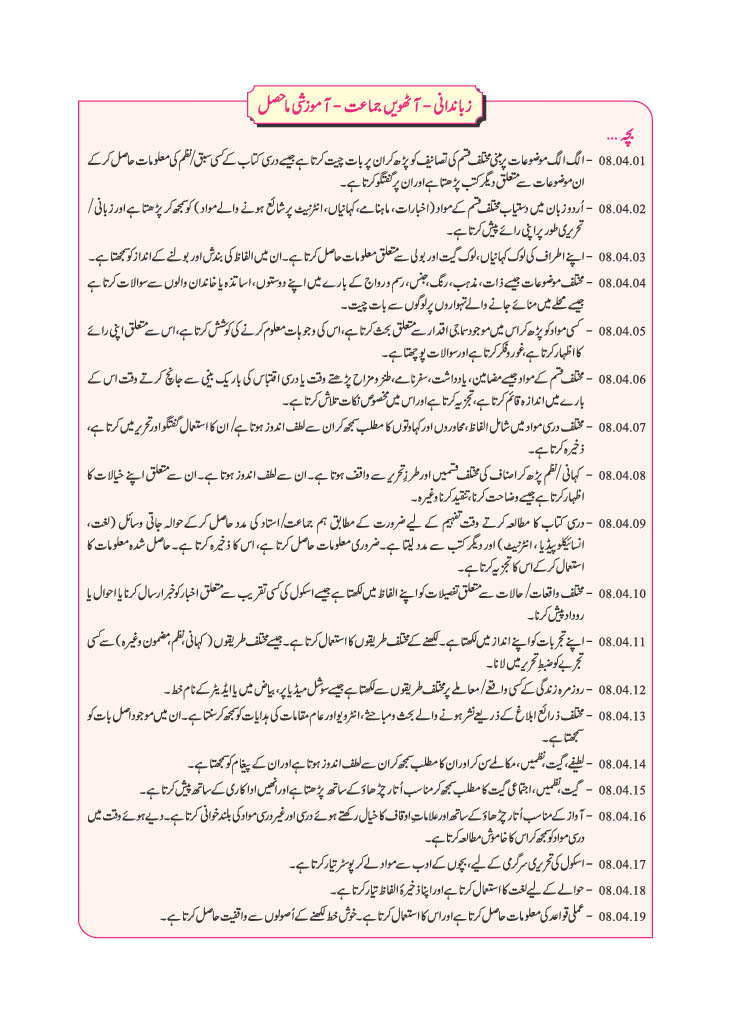 زباندانی - آٹھویں جماعت - آموزشی ماحصل
بچہ ...
08.04.01 - الگ الگ موضوعات پر مبنی مختلف قسم کی تصانیف کو پڑھ کر ان پر بات چیت کرتا ہے جیسے درسی کتاب کے کسی سبق/نظم کی معلومات حاصل کر کے
ان موضوعات سے متعلق دیگر کتب پڑھتا ہے اور ان پر گفتگو کرتا ہے۔
08.04.02 - اُردو زبان میں دستیاب مختلف قسم کے مواد (اخبارات، ماہنامے، کہانیاں، انٹرنیٹ پر شائع ہونے والے مواد) کو سمجھ کر پڑھتا ہے اور زبانی/
تحریری طور پر اپنی رائے پیش کرتا ہے۔
08.04.03 - اپنے اطراف کی لوک کہانیاں، لوک گیت اور بولی سے متعلق معلومات حاصل کرتا ہے۔ ان میں الفاظ کی بندش اور بولنے کے انداز کو سمجھتا ہے۔
08.04.04 - مختلف موضوعات جیسے ذات، مذہب، رنگ، جنس، رسم و رواج کے بارے میں اپنے دوستوں، اساتذہ یا خاندان والوں سے سوالات کرتا ہے
جیسے محلے میں منائے جانے والے تہواروں پر لوگوں سے بات چیت۔
08.04.05 - کسی مواد کو پڑھ کر اس میں موجود سماجی اقدار سے متعلق بحث کرتا ہے، اس کی وجوہات معلوم کرنے کی کوشش کرتا ہے، اس سے متعلق اپنی رائے
کا اظہار کرتا ہے، غور و فکر کرتا ہے اور سوالات پوچھتا ہے۔
08.04.06 - مختلف قسم کے مواد جیسے مضامین، یادداشت، سفرنامے، طنز و مزاح پڑھتے وقت یا درسی اقتباس کی باریک بینی سے جانچ کرتے وقت اس کے
بارے میں اندازہ قائم کرتا ہے، تجزیہ کرتا ہے اور اس میں مخصوص نکات تلاش کرتا ہے۔
08.04.07 - مختلف درسی مواد میں شامل الفاظ، محاوروں اور کہاوتوں کا مطلب سمجھ کر ان سے لطف اندوز ہوتا ہے/ ان کا استعمال گفتگو اور تحریر میں کرتا ہے،
ذخیرہ کرتا ہے۔
08.04.08 - کہانی/نظم پڑھ کر اصناف کی مختلف قسمیں اور طرزِ تحریر سے واقف ہوتا ہے۔ ان سے لطف اندوز ہوتا ہے۔ ان سے متعلق اپنے خیالات کا
اظہار کرتا ہے جیسے وضاحت کرنا، تنقید کرنا وغیرہ۔
08.04.09 - درسی کتاب کا مطالعہ کرتے وقت تفہیم کے لیے ضرورت کے مطابق ہم جماعت/استاد کی مدد حاصل کر کے حوالہ جاتی وسائل (لغت،
انسائیکلوپیڈیا، انٹرنیٹ) اور دیگر کتب سے مدد لیتا ہے۔ ضروری معلومات حاصل کرتا ہے، اس کا ذخیرہ کرتا ہے۔ حاصل شدہ معلومات کا
استعمال کر کے اس کا تجزیہ کرتا ہے۔
08.04.10 - مختلف واقعات/ حالات سے متعلق تفصیلات کو اپنے الفاظ میں لکھتا ہے جیسے اسکول کی کسی تقریب سے متعلق اخبار کو خبر ارسال کرنا یا احوال یا
روداد پیش کرنا۔
08.04.11 - اپنے تجربات کو اپنے انداز میں لکھتا ہے۔ لکھنے کے مختلف طریقوں کا استعمال کرتا ہے۔ جیسے مختلف طریقوں (کہانی، نظم، مضمون وغیرہ) سے کسی
تجربے کو ضبطِ تحریر میں لانا۔
08.04.12 - روزمرہ زندگی کے کسی واقعے/ معاملے پر مختلف طریقوں سے لکھتا ہے جیسے سوشل میڈیا پر، بیاض میں یا ایڈیٹر کے نام خط۔
08.04.13 - مختلف ذرائع ابلاغ کے ذریعے نشر ہونے والے بحث و مباحثے، انٹرویو اور عام مقامات کی ہدایات کو سمجھ کر سنتا ہے۔ ان میں موجود اصل بات کو
سمجھتا ہے۔
08.04.14 - لطیفے، گیت، نظمیں، مکالمے سن کر اور ان کا مطلب سمجھ کر ان سے لطف اندوز ہوتا ہے اور ان کے پیغام کو سمجھتا ہے۔
08.04.15 - گیت، نظمیں، اجتماعی گیت کا مطلب سمجھ کر مناسب اُتار چڑھاؤ کے ساتھ پڑھتا ہے اور انھیں اداکاری کے ساتھ پیش کرتا ہے۔
08.04.16 - آواز کے مناسب اُتار چڑھاؤ کے ساتھ اور علاماتِ اوقاف کا خیال رکھتے ہوئے درسی اور غیر درسی مواد کی بلند خوانی کرتا ہے۔ دیے ہوئے وقت میں
درسی مواد کو سمجھ کر اس کا خاموش مطالعہ کرتا ہے۔
08.04.17 - اسکول کی تحریری سرگرمی کے لیے، بچوں کے ادب سے مواد لے کر پوسٹر تیار کرتا ہے۔
08.04.18 - حوالے کے لیے لغت کا استعمال کرتا ہے اور اپنا ذخیرۂ الفاظ تیار کرتا ہے۔
08.04.19 - عملی قواعد کی معلومات حاصل کرتا ہے اور اس کا استعمال کرتا ہے۔ خوش خط لکھنے کے اُصولوں سے واقفیت حاصل کرتا ہے۔